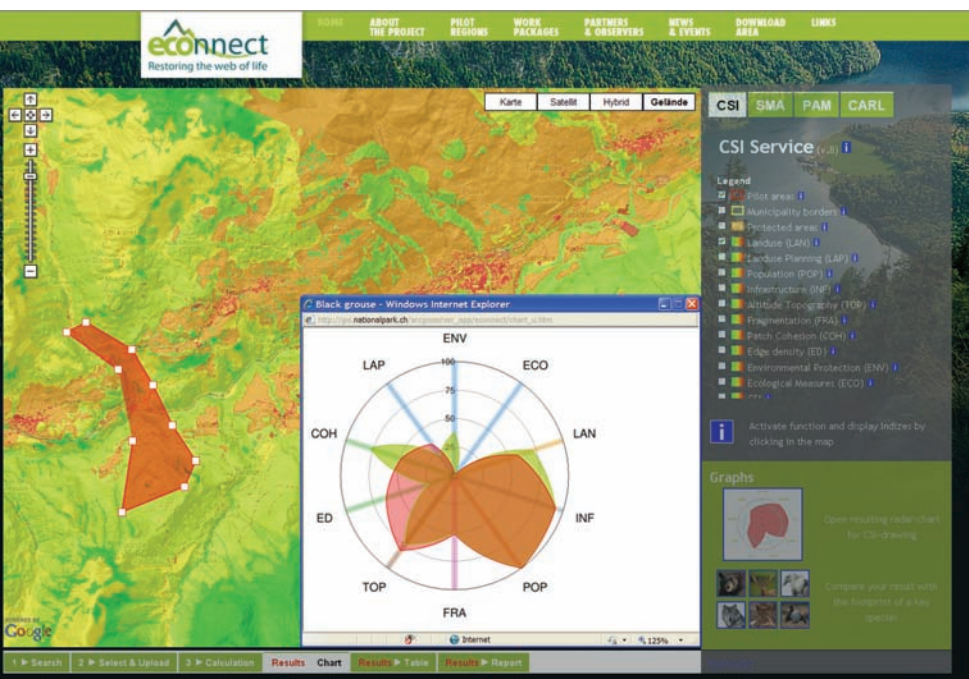 HOME
ABOUT THE PROJECT
PILOT REGIONS
WORK PACKAGES
PARTNERS & OBSERVERS
NEWS & EVENTS
DOWNLOAD AREA
LINKS
econnect
Restoring the web of life
Karte Satellit Hybrid Gelände
CSI SMA PAM CARL
CSI Service (v.II) i
Legend
Pilot areas i
Municipality borders i
Protected areas i
Landuse (LAN) i
Landuse Planning (LAP) i
Population (POP) i
Infrastructure (INF) i
Altitude Topography (TOP) i
Fragmentation (FRA) i
Patch Cohesion (COH) i
Edge density (ED) i
Environmental Protection (ENV) i
Ecological Measures (ECO) i
i Activate function and display Indizes by
clicking in the map
Graphs
Open resulting radar chart
for CSI-drawing
Compare your result with
the footprint of a key
species
Black grouse - Windows Internet Explorer
ENV
ECO
LAN
INF
POP
FRA
TOP
ED
COH
LAP
100
75
50
Internet
125%
POWERED BY
Google
1 Search 2 Select & Upload 3 Calculation Results Chart Results Table Results Report